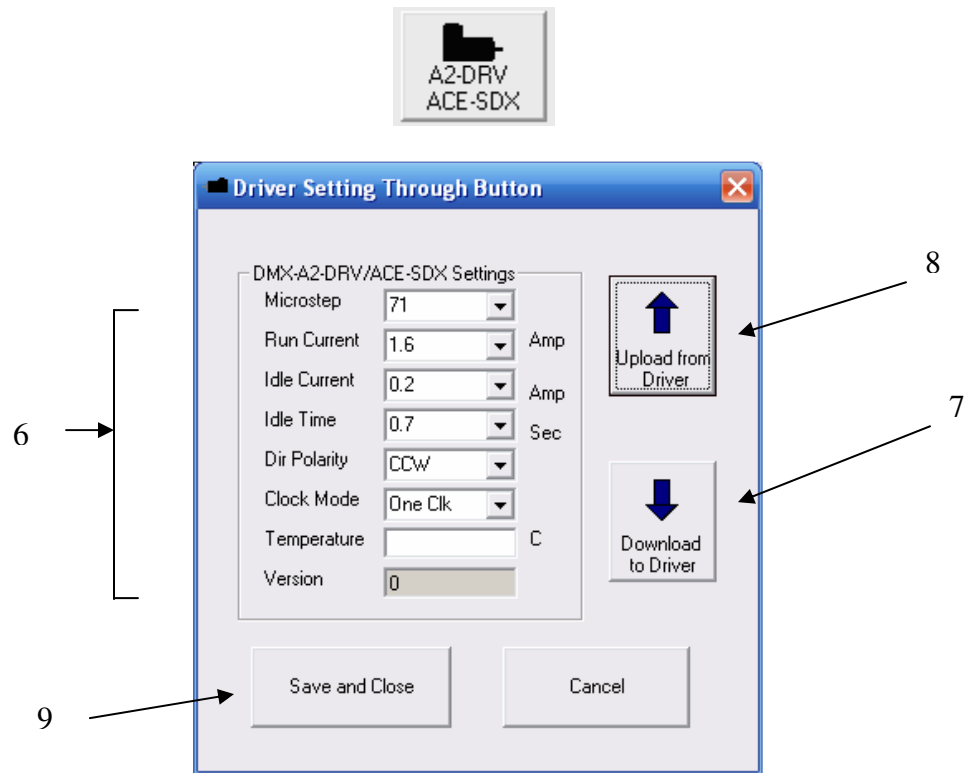 A2-DRV
ACE-SDX
Driver Setting Through Button
DMX-A2-DRV/ACE-SDX Settings
Microstep 71
Run Current 1.6 Amp
Idle Current 0.2 Amp
Idle Time 0.7 Sec
Dir Polarity CCW
Clock Mode One Clk
Temperature C
Version 0
Upload from
Driver
Download
to Driver
Save and Close
Cancel
6
8
7
9